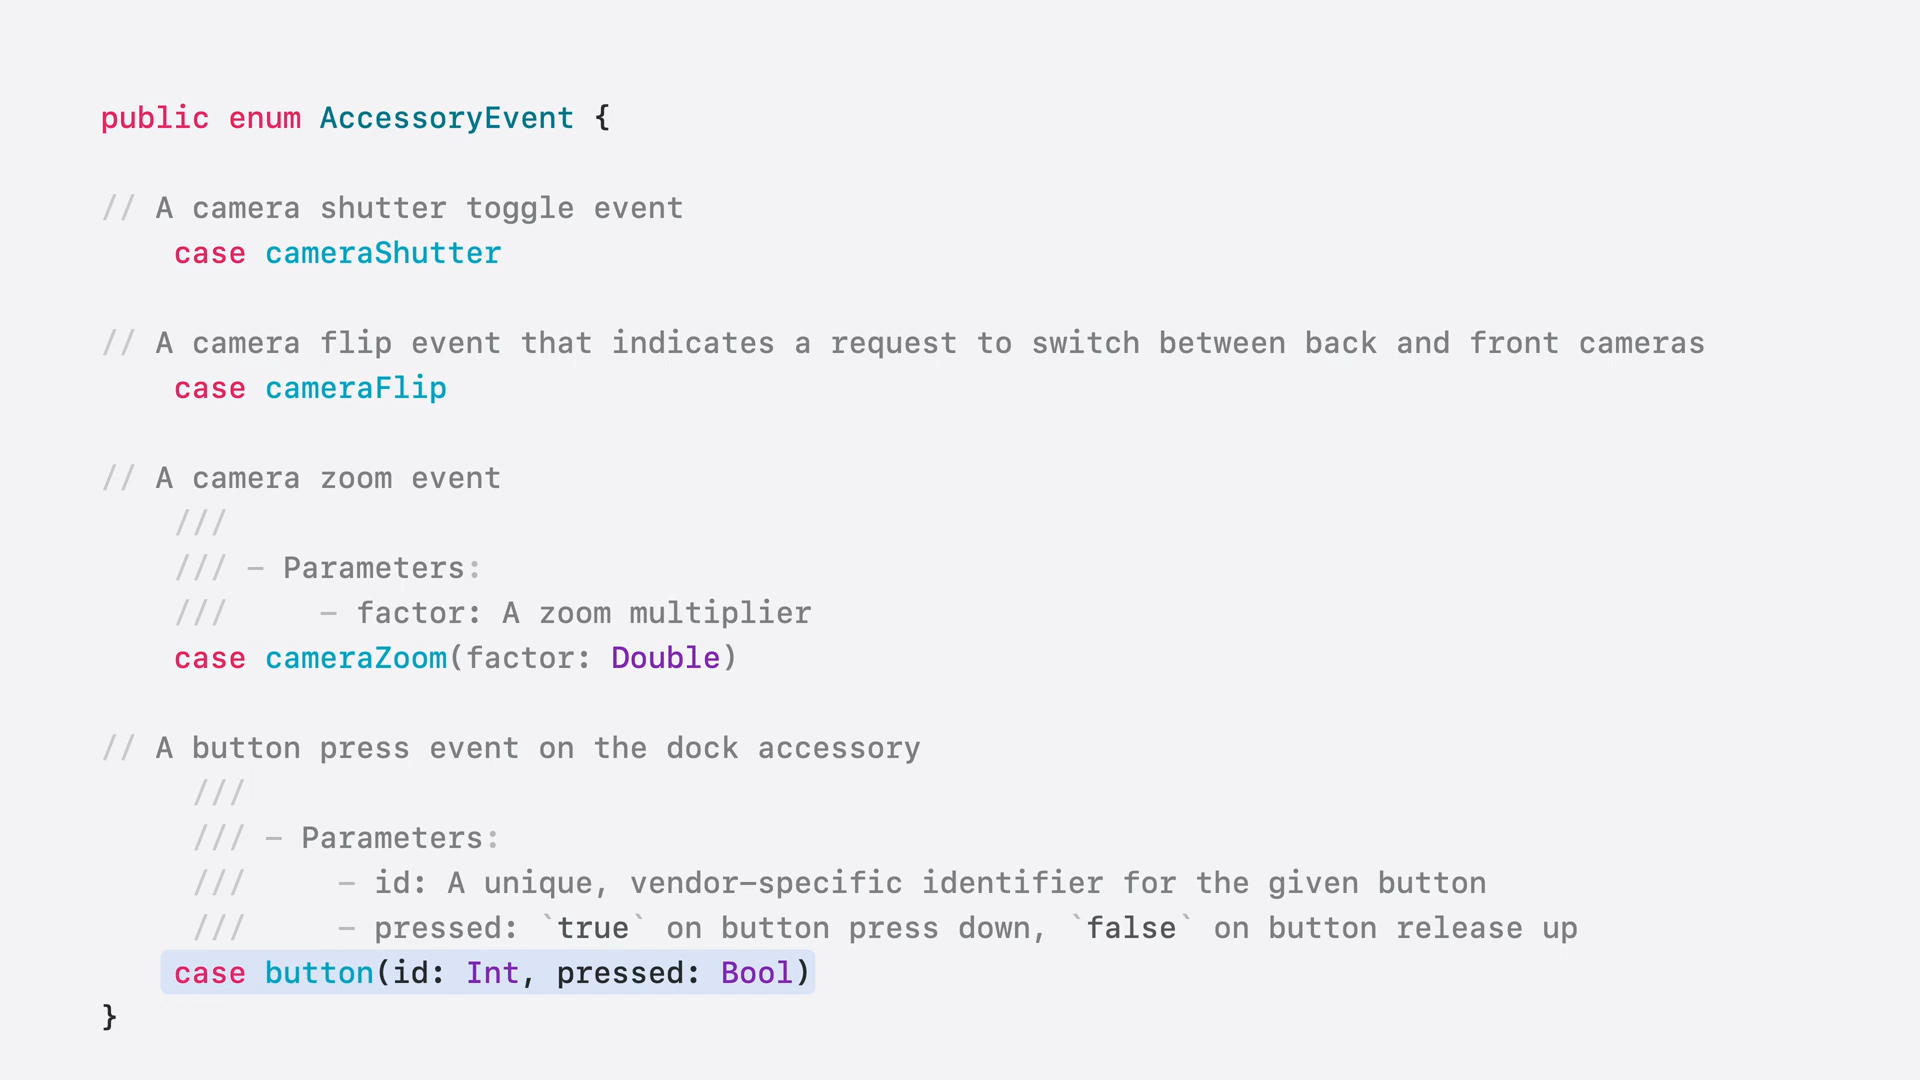 public enum AccessoryEvent {
// A camera shutter toggle event
case cameraShutter
// A camera flip event that indicates a request to switch between back and front cameras
case cameraFlip
// A camera zoom event
///
/// - Parameters:
/// - factor: A zoom multiplier
case cameraZoom(factor: Double)
// A button press event on the dock accessory
///
/// - Parameters:
/// - id: A unique, vendor-specific identifier for the given button
/// - pressed: `true` on button press down, `false` on button release up
case button(id: Int, pressed: Bool)
}